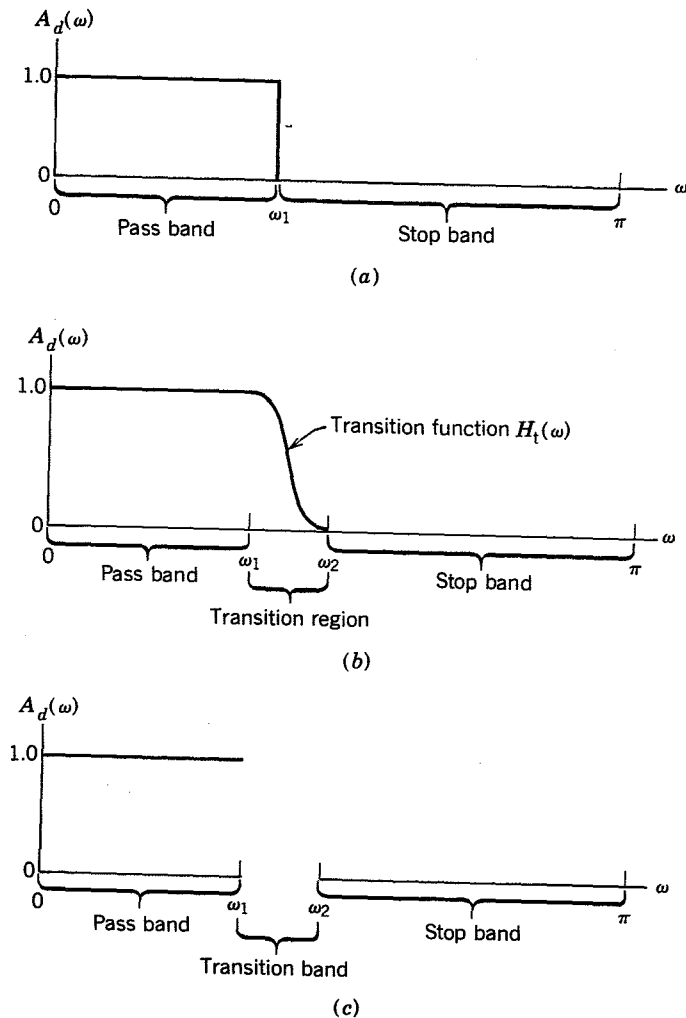 A_d(ω)
1.0
0
0 ω₁ π ω
Pass band Stop band
(a)
A_d(ω)
1.0
Transition function H_t(ω)
0
0 ω₁ ω₂ π ω
Pass band Stop band
Transition region
(b)
A_d(ω)
1.0
0
0 ω₁ ω₂ π ω
Pass band Stop band
Transition band
(c)